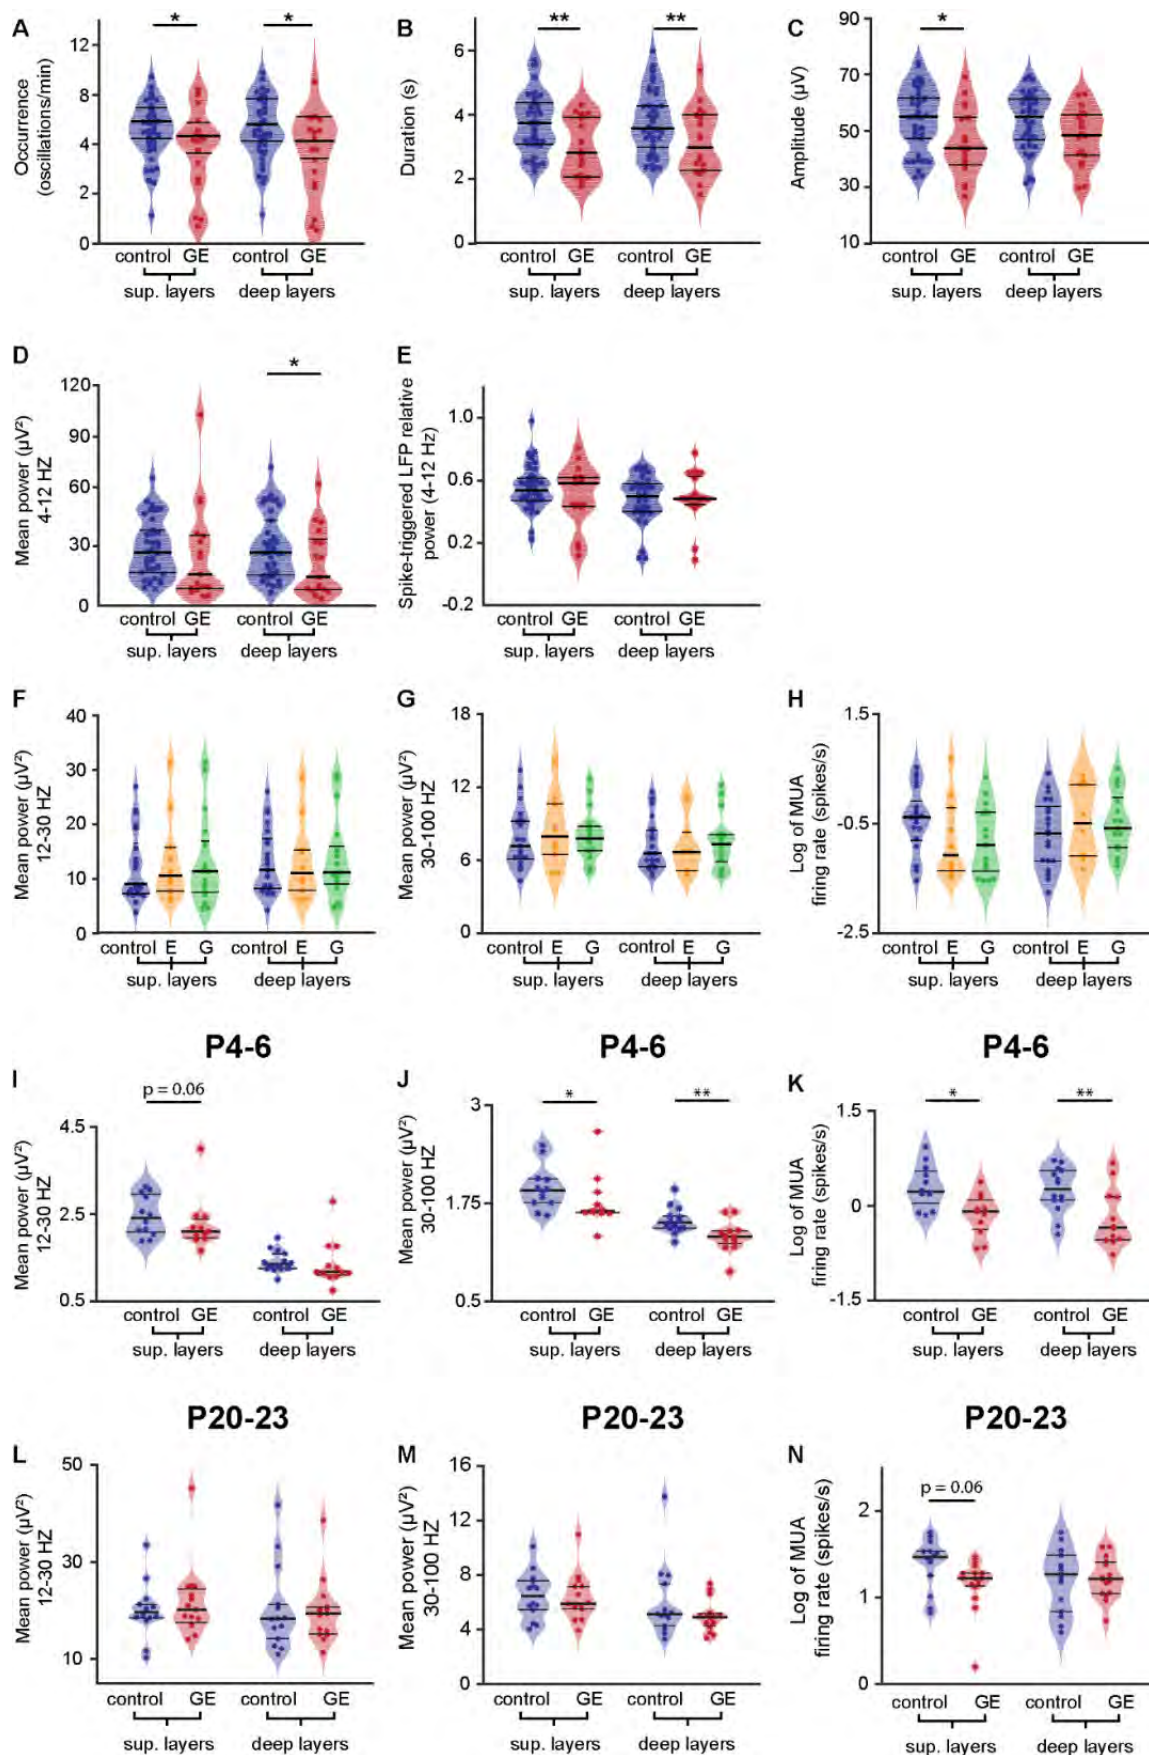 A
Occurrence
(oscillations/min)
12
8
4
2
0
*
*
control GE
control GE
sup. layers
deep layers
B
Duration (s)
6
4
2
0
**
**
control GE
control GE
sup. layers
deep layers
C
Amplitude (µV)
90
70
50
30
10
*
control GE
control GE
sup. layers
deep layers
D
Mean power (µV²)
4-12 HZ
120
90
60
30
0
*
control GE
control GE
sup. layers
deep layers
E
Spike-triggered LFP relative
power (4-12 Hz)
1.0
0.6
0.2
-0.2
control GE
control GE
sup. layers
deep layers
F
Mean power (µV²)
12-30 HZ
40
30
20
10
0
control E G
control E G
sup. layers
deep layers
G
Mean power (µV²)
30-100 HZ
18
12
6
0
control E G
control E G
sup. layers
deep layers
H
Log of MUA
firing rate (spikes/s)
1.5
-0.5
-2.5
control E G
control E G
sup. layers
deep layers
P4-6
I
Mean power (µV²)
12-30 HZ
4.5
2.5
0.5
p = 0.06
control GE
control GE
sup. layers
deep layers
P4-6
J
Mean power (µV²)
30-100 HZ
3
1.75
0.5
*
**
control GE
control GE
sup. layers
deep layers
P4-6
K
Log of MUA
firing rate (spikes/s)
1.5
0
-1.5
*
**
control GE
control GE
sup. layers
deep layers
P20-23
L
Mean power (µV²)
12-30 HZ
50
30
10
control GE
control GE
sup. layers
deep layers
P20-23
M
Mean power (µV²)
30-100 HZ
16
12
8
4
0
control GE
control GE
sup. layers
deep layers
P20-23
N
Log of MUA
firing rate (spikes/s)
2
1
0
p = 0.06
control GE
control GE
sup. layers
deep layers